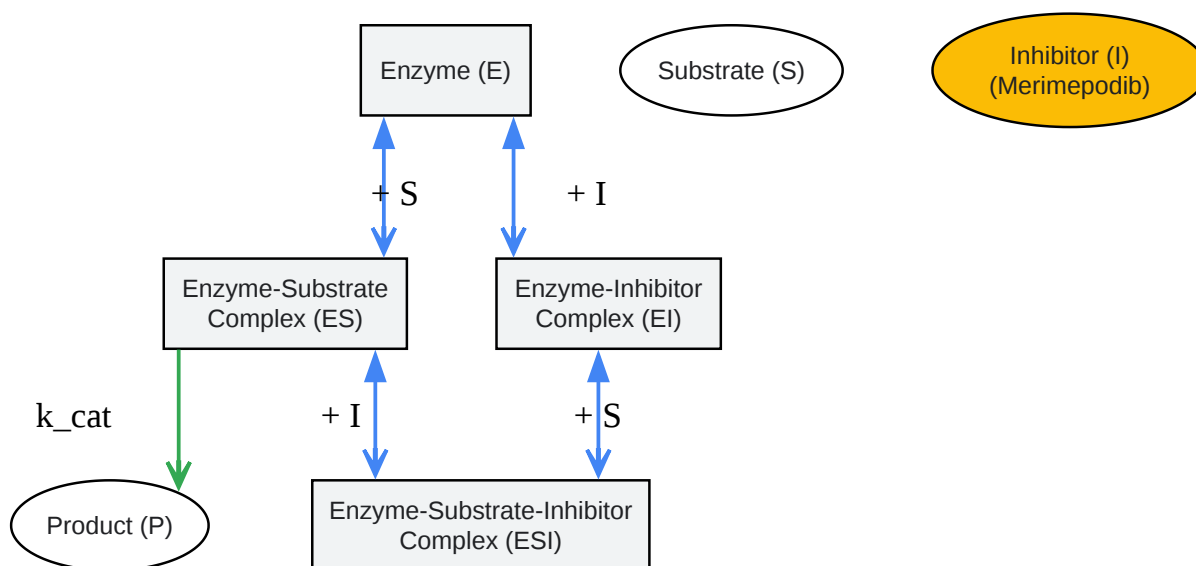 Enzyme (E)
Substrate (S)
Inhibitor (I)
(Merimepodib)
+ S
+ I
Enzyme-Substrate
Complex (ES)
Enzyme-Inhibitor
Complex (EI)
k_cat
+ I
+ S
Product (P)
Enzyme-Substrate-Inhibitor
Complex (ESI)